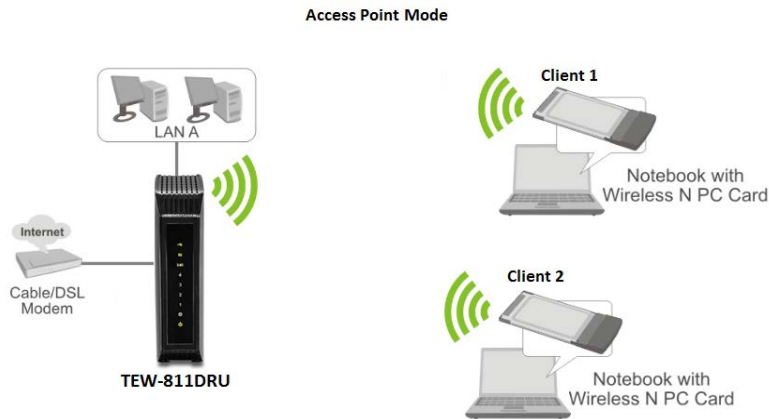 Access Point Mode
LAN A
Client 1
Notebook with
Wireless N PC Card
Internet
Cable/DSL
Modem
TEW-811DRU
Client 2
Notebook with
Wireless N PC Card